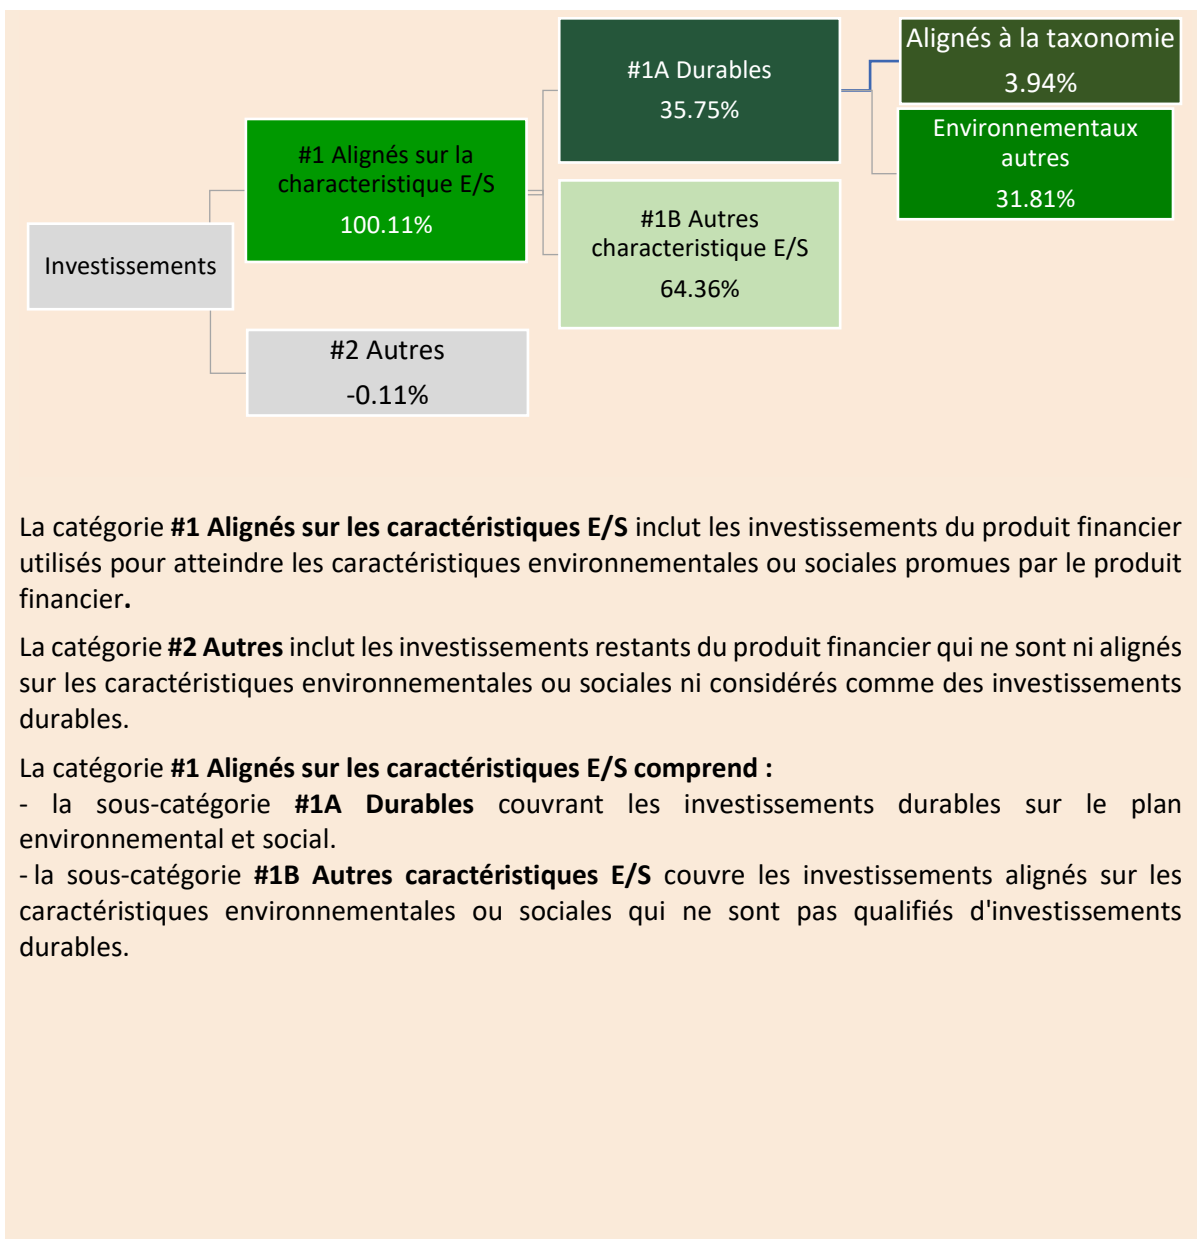 Investissements
#1 Alignés sur la
characteristique E/S
100.11%
#2 Autres
-0.11%
#1A Durables
35.75%
#1B Autres
characteristique E/S
64.36%
Alignés à la taxonomie
3.94%
Environnementaux
autres
31.81%
La catégorie #1 Alignés sur les caractéristiques E/S inclut les investissements du produit financier
utilisés pour atteindre les caractéristiques environnementales ou sociales promues par le produit
financier.
La catégorie #2 Autres inclut les investissements restants du produit financier qui ne sont ni alignés
sur les caractéristiques environnementales ou sociales ni considérés comme des investissements
durables.
La catégorie #1 Alignés sur les caractéristiques E/S comprend :
- la sous-catégorie #1A Durables couvrant les investissements durables sur le plan
environnemental et social.
- la sous-catégorie #1B Autres caractéristiques E/S couvre les investissements alignés sur les
caractéristiques environnementales ou sociales qui ne sont pas qualifiés d'investissements
durables.